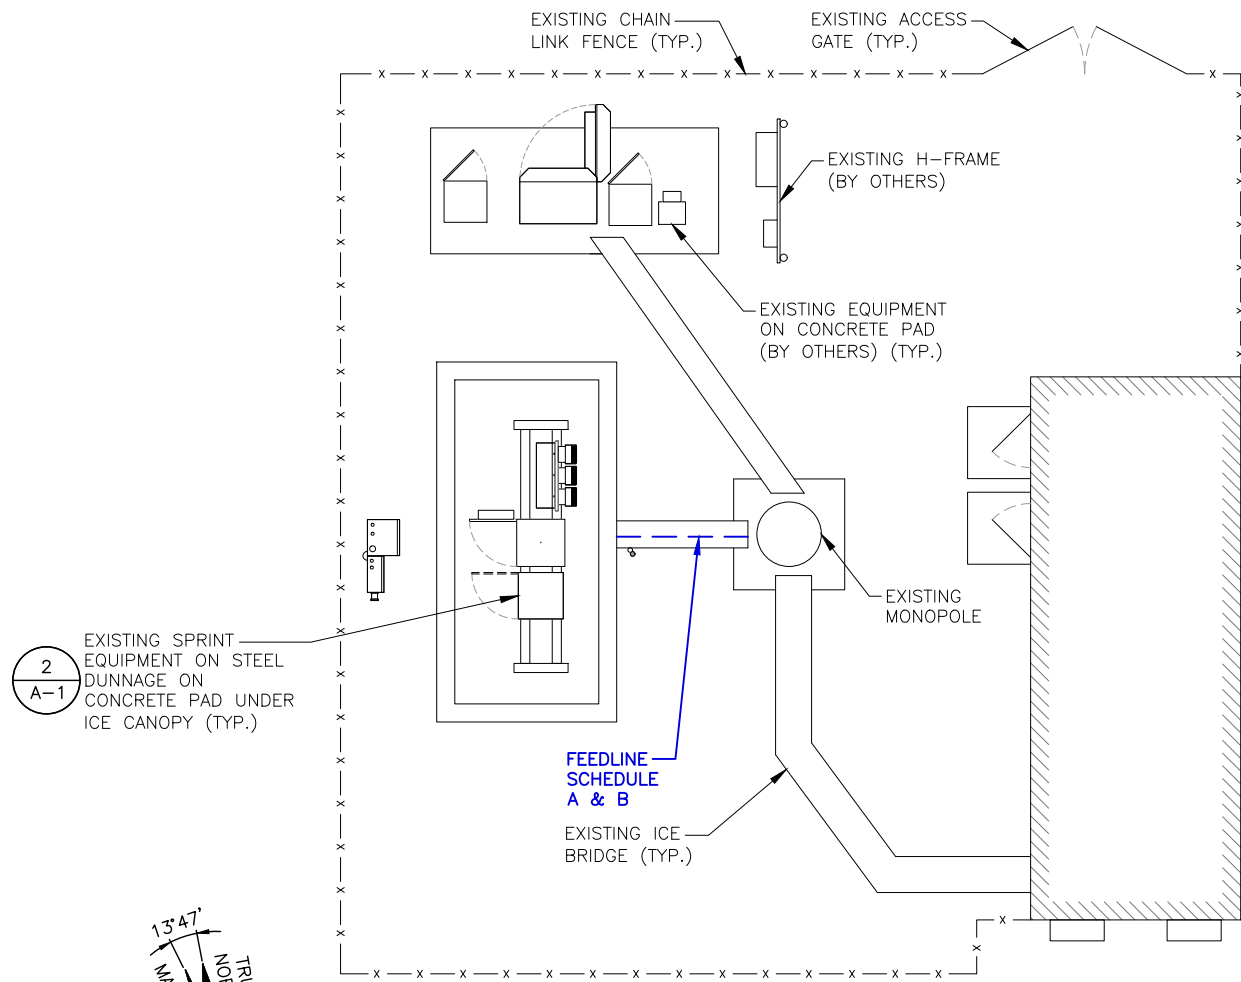 EXISTING CHAIN
LINK FENCE (TYP.)
EXISTING ACCESS
GATE (TYP.)
EXISTING H-FRAME
(BY OTHERS)
EXISTING EQUIPMENT
ON CONCRETE PAD
(BY OTHERS) (TYP.)
EXISTING
MONOPOLE
2
A-1
EXISTING SPRINT
EQUIPMENT ON STEEL
DUNNAGE ON
CONCRETE PAD UNDER
ICE CANOPY (TYP.)
FEEDLINE
SCHEDULE
A & B
EXISTING ICE
BRIDGE (TYP.)
13°47'